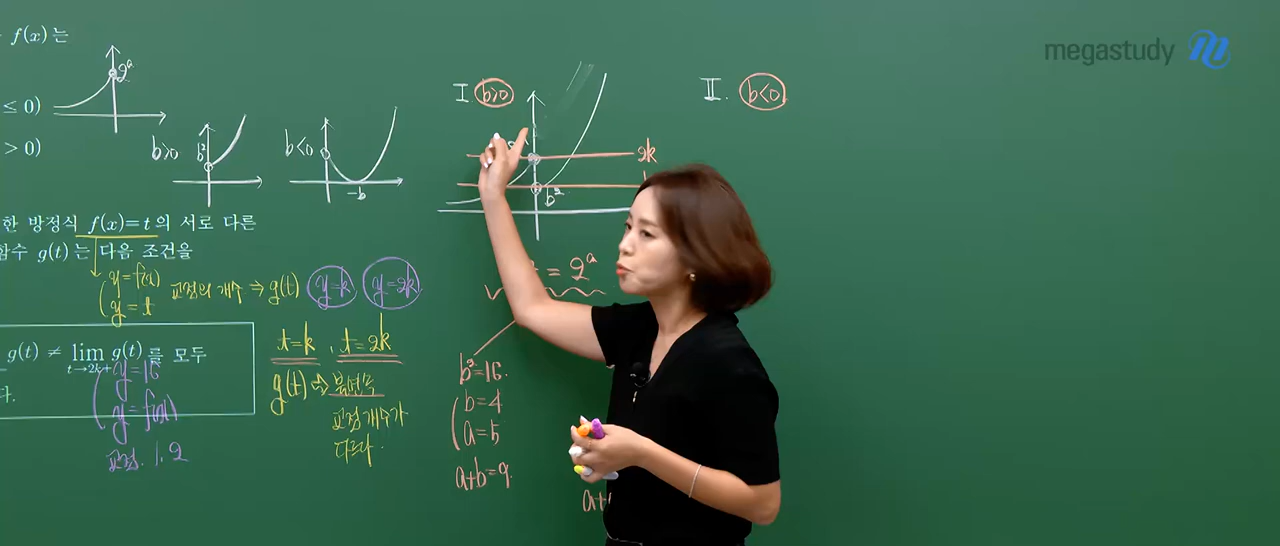 f(x)는
2^a
≤ 0)
> 0)
b>0
b²
b<0
-b
한 방정식 f(x)=t의 서로 다른
함수 g(t)는 다음 조건을
y=f(x)
y=t
교점의 개수 ⇒ g(t)
y=k
y=2k
g(t) ≠ lim g(t)를 모두
t→2k+
다.
y=16
y=f(x)
교점. 1, 2
t=k, t=2k
g(t) ⇨ 불연속
교점 개수가
다르다.
I b>0
2k
b²
= 2^a
b²=16.
b=4
a=5
a+b=9.
a+
II. b<0
megastudy